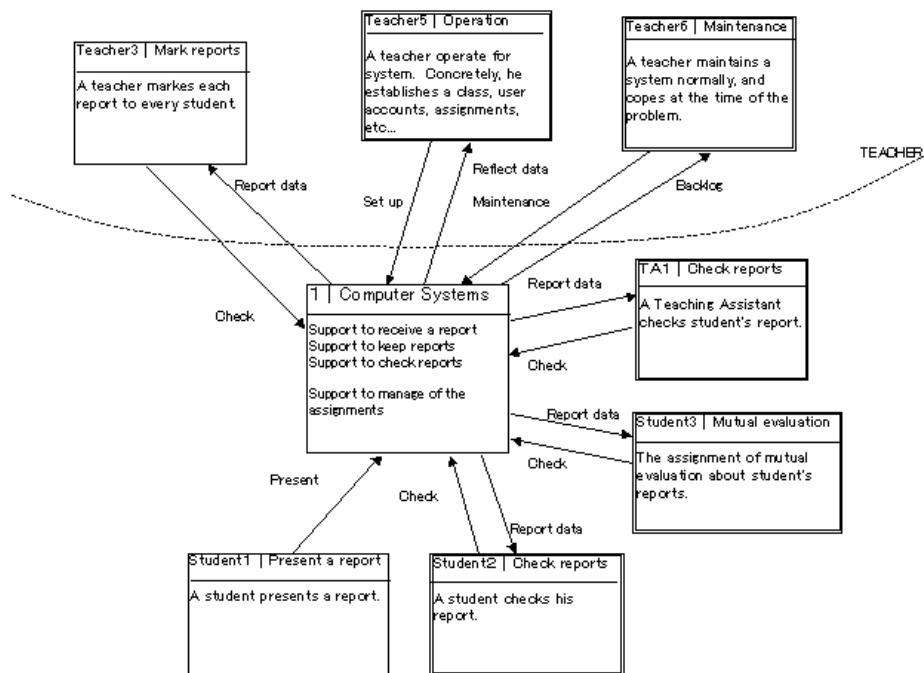 Teacher5 | Operation
A teacher operate for
system. Concretely, he
establishes a class, user
accounts, assignments,
etc...
Teacher6 | Maintenance
A teacher maintains a
system normally, and
copes at the time of the
problem.
Teacher3 | Mark reports
A teacher markes each
report to every student.
TEACHER
Report data
Set up
Reflect data
Maintenance
Backlog
Check
1 | Computer Systems
Support to receive a report
Support to keep reports
Support to check reports
Support to manage of the
assignments
Report data
TA1 | Check reports
A Teaching Assistant
checks student's report.
Check
Report data
Student3 | Mutual evaluation
The assignment of mutual
evaluation about student's
reports.
Check
Present
Check
Report data
Student1 | Present a report
A student presents a report.
Student2 | Check reports
A student checks his
report.